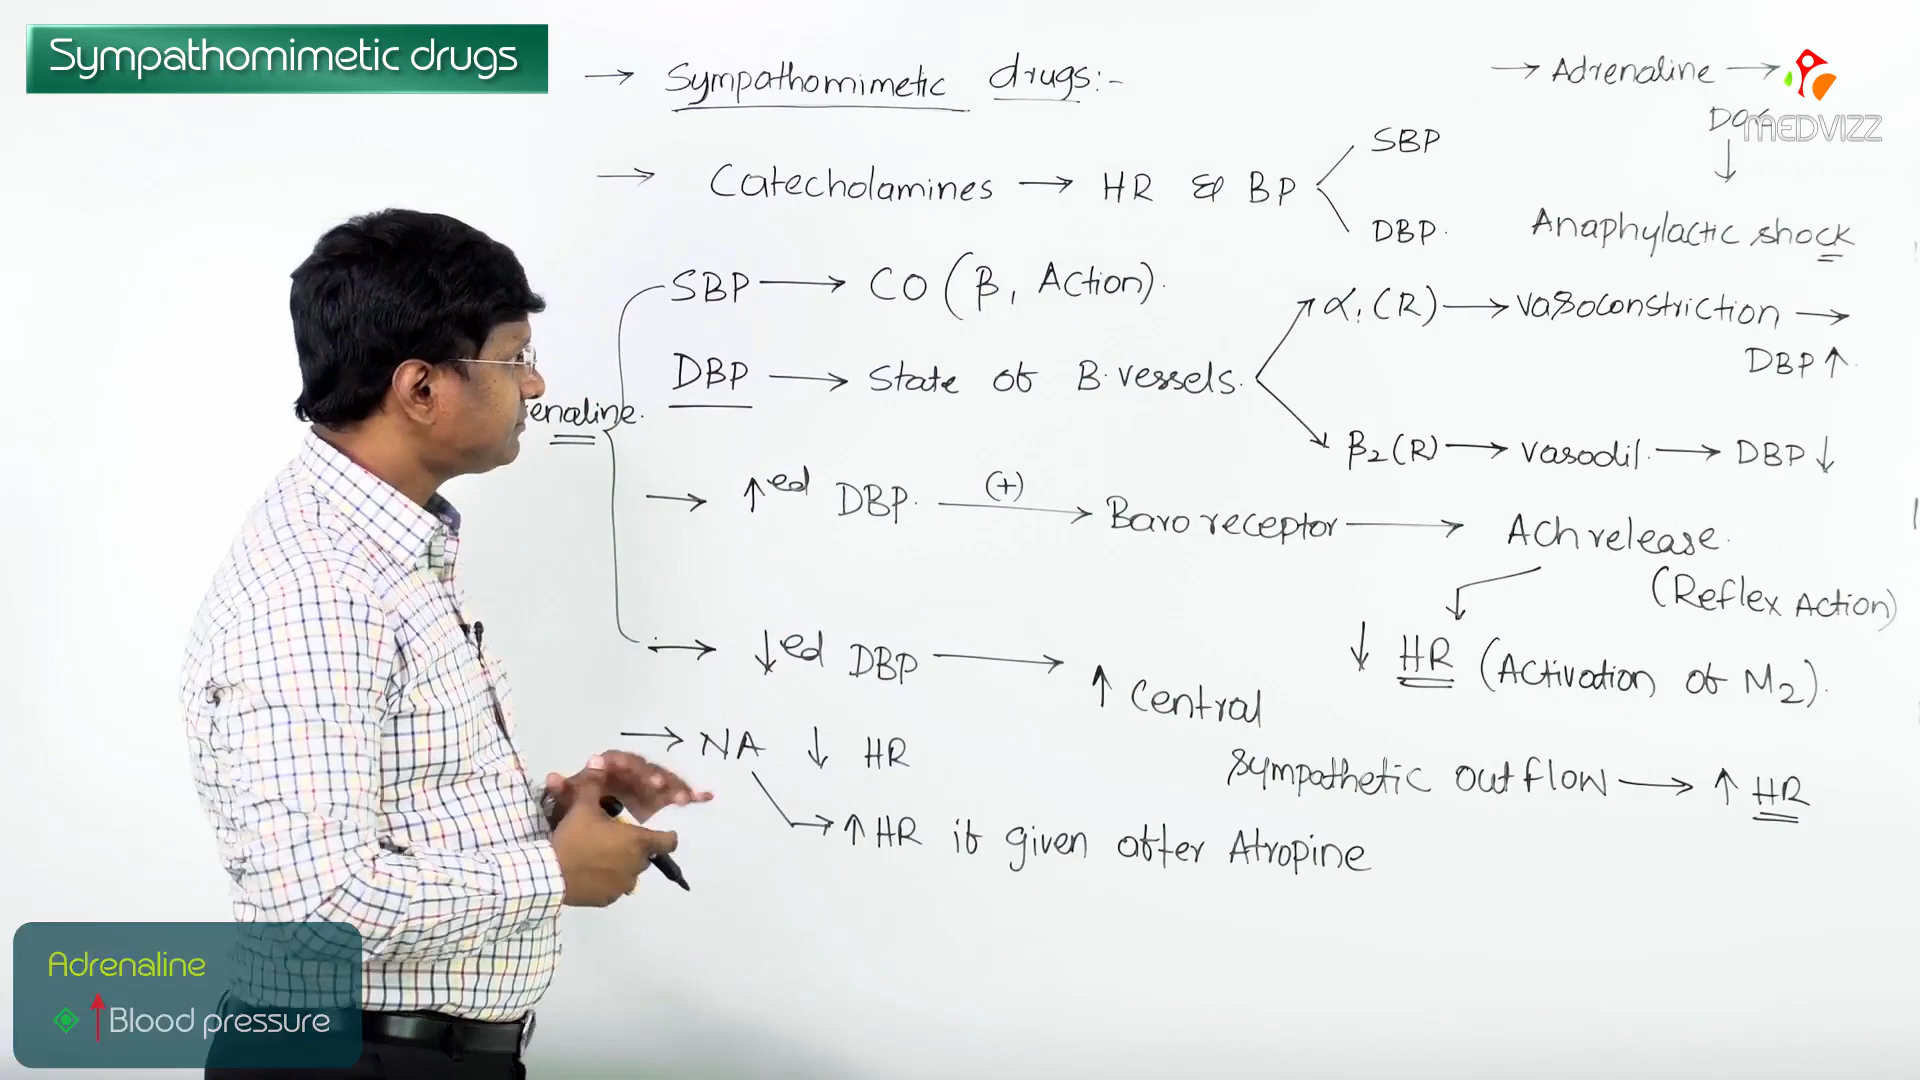 Sympathomimetic drugs
→ Sympathomimetic drugs:-
→ Adrenaline →
MEDVIZZ
↓
Anaphylactic shock
→ Catecholamines → HR & BP
SBP
DBP.
SBP → CO (β1 Action).
DBP → State of B.vessels.
α1(R) → vasoconstriction →
DBP ↑
β2(R) → vasodil. → DBP ↓
enaline.
→ ↑ed DBP. (+) → Baroreceptor → Ach release.
(Reflex Action)
↓ HR (Activation of M2).
→ ↓ed DBP → ↑ Central
sympathetic outflow → ↑ HR
→ NA ↓ HR
→ ↑ HR if given after Atropine
Adrenaline
↑ Blood pressure